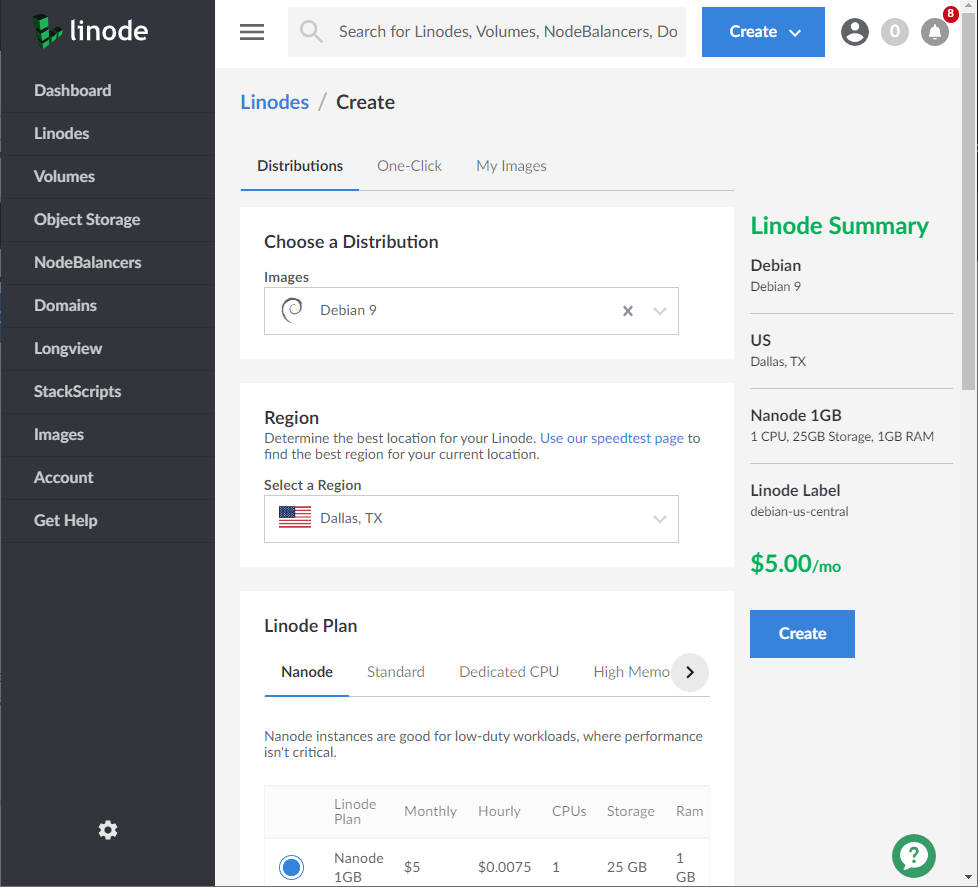 linode
Dashboard
Linodes
Volumes
Object Storage
NodeBalancers
Domains
Longview
StackScripts
Images
Account
Get Help
Search for Linodes, Volumes, NodeBalancers, Do
Create
0
8
Linodes / Create
Distributions One-Click My Images
Choose a Distribution
Images
Debian 9
Region
Determine the best location for your Linode. Use our speedtest page to
find the best region for your current location.
Select a Region
Dallas, TX
Linode Plan
Nanode Standard Dedicated CPU High Memo
Nanode instances are good for low-duty workloads, where performance
isn't critical.
Linode
Plan
Monthly Hourly CPUs Storage Ram
Nanode
1GB
$5 $0.0075 1 25 GB
1
GB
Linode Summary
Debian
Debian 9
US
Dallas, TX
Nanode 1GB
1 CPU, 25GB Storage, 1GB RAM
Linode Label
debian-us-central
$5.00/mo
Create
?